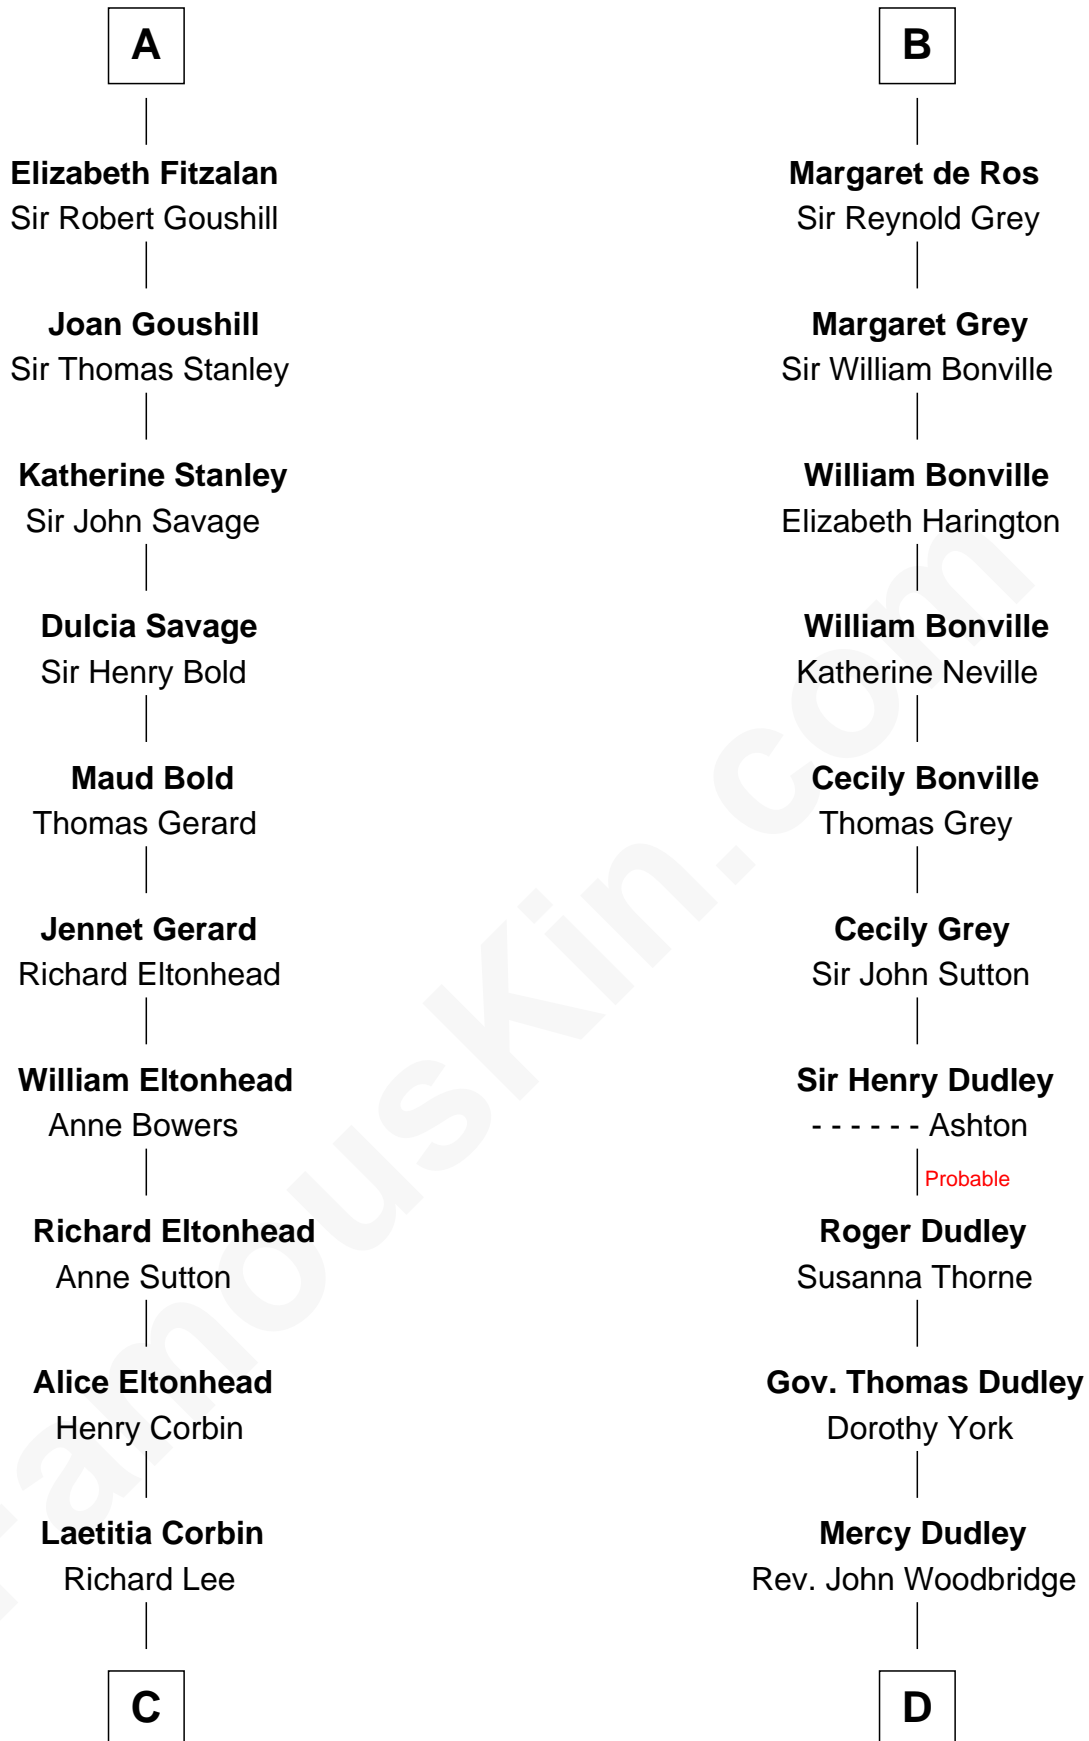 A
Elizabeth Fitzalan
Sir Robert Goushill
Joan Goushill
Sir Thomas Stanley
Katherine Stanley
Sir John Savage
Dulcia Savage
Sir Henry Bold
Maud Bold
Thomas Gerard
Jennet Gerard
Richard Eltonhead
William Eltonhead
Anne Bowers
Richard Eltonhead
Anne Sutton
Alice Eltonhead
Henry Corbin
Laetitia Corbin
Richard Lee
C
B
Margaret de Ros
Sir Reynold Grey
Margaret Grey
Sir William Bonville
William Bonville
Elizabeth Harington
William Bonville
Katherine Neville
Cecily Bonville
Thomas Grey
Cecily Grey
Sir John Sutton
Sir Henry Dudley
- - - - - - Ashton
Probable
Roger Dudley
Susanna Thorne
Gov. Thomas Dudley
Dorothy York
Mercy Dudley
Rev. John Woodbridge
D
FamousKin.com